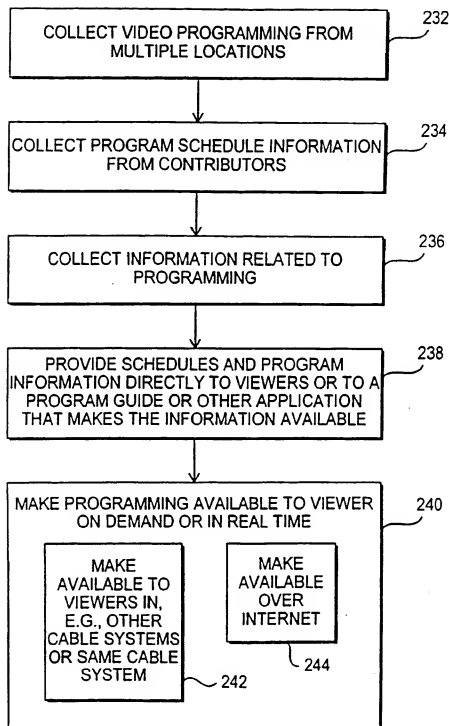 COLLECT VIDEO PROGRAMMING FROM
MULTIPLE LOCATIONS
232
COLLECT PROGRAM SCHEDULE INFORMATION
FROM CONTRIBUTORS
234
COLLECT INFORMATION RELATED TO
PROGRAMMING
236
PROVIDE SCHEDULES AND PROGRAM
INFORMATION DIRECTLY TO VIEWERS OR TO A
PROGRAM GUIDE OR OTHER APPLICATION
THAT MAKES THE INFORMATION AVAILABLE
238
MAKE PROGRAMMING AVAILABLE TO VIEWER
ON DEMAND OR IN REAL TIME
240
MAKE
AVAILABLE TO
VIEWERS IN,
E.G., OTHER
CABLE SYSTEMS
OR SAME CABLE
SYSTEM
242
MAKE
AVAILABLE
OVER
INTERNET
244